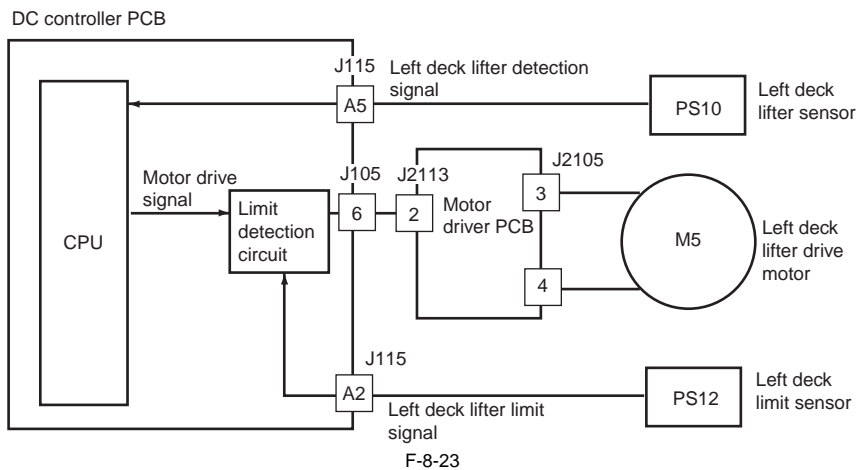 DC controller PCB
J115
Left deck lifter detection
signal
A5
PS10
Left deck
lifter sensor
CPU
Motor drive
signal
Limit
detection
circuit
J105
6
J2113
2
Motor
driver PCB
J2105
3
4
M5
Left deck
lifter drive
motor
J115
A2
Left deck lifter limit
signal
PS12
Left deck
limit sensor
F-8-23